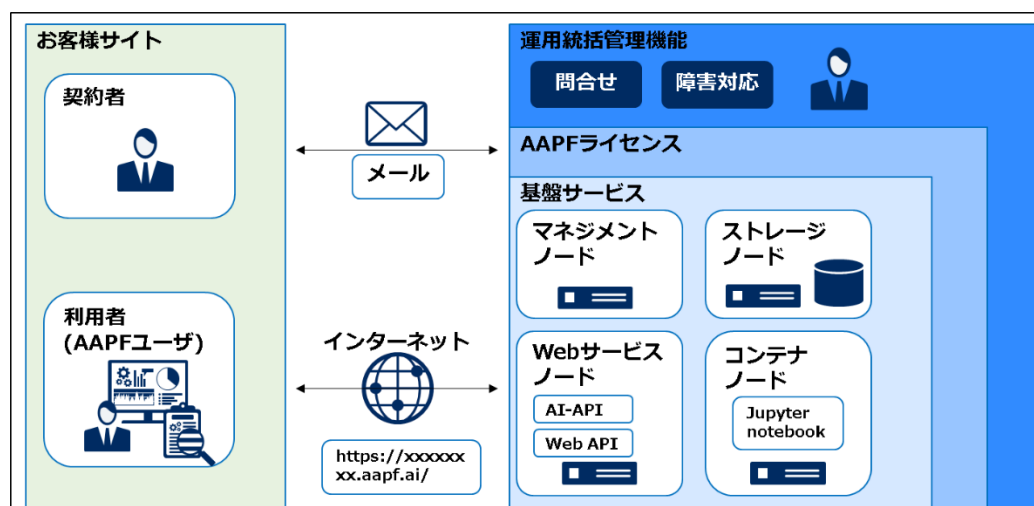 お客様サイト
契約者
利用者
(AAPFユーザ)
メール
インターネット
https://xxxxxxx
xx.aapf.ai/
運用統括管理機能
問合せ
障害対応
AAPFライセンス
基盤サービス
マネジメント
ノード
ストレージ
ノード
Webサービス
ノード
AI-API
Web API
コンテナ
ノード
Jupyter
notebook